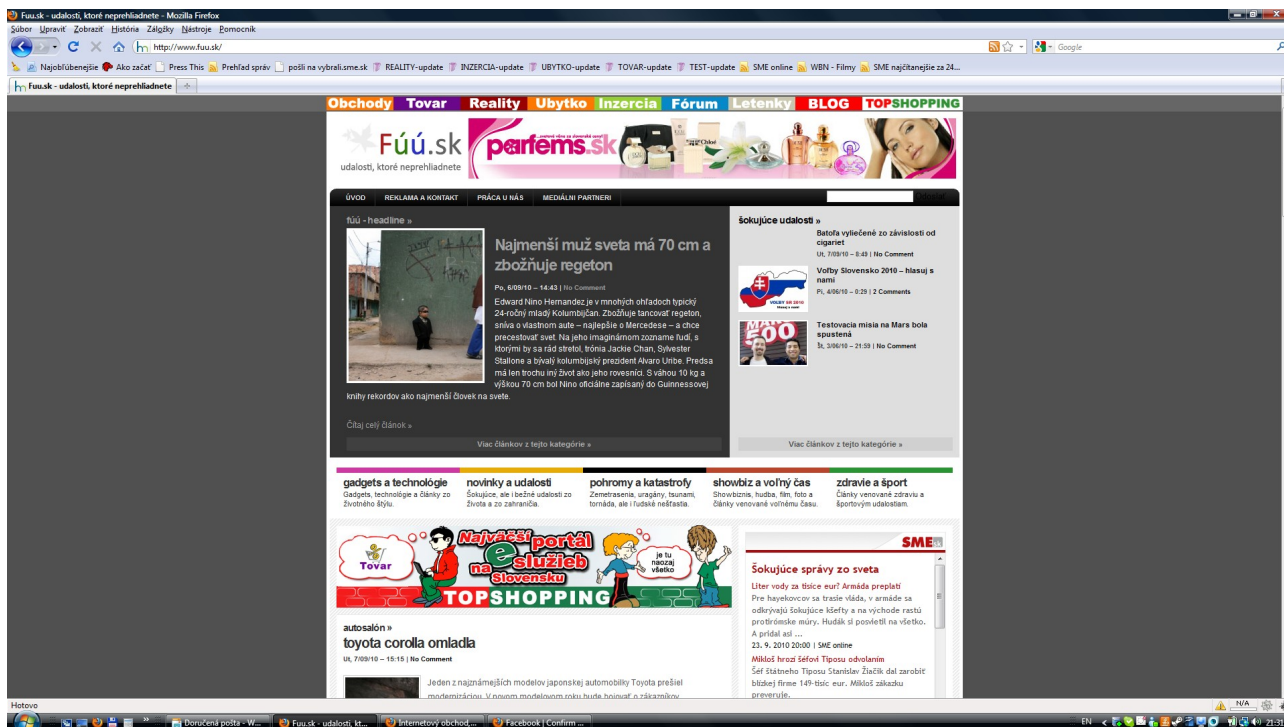 Fuu.sk - udalosti, ktoré neprehliadnete - Mozilla Firefox
Súbor Upraviť Zobraziť História Záložky Nástroje Pomocník
http://www.fuu.sk/
Google
Najobľúbenejšie Ako začať Press This Prehľad správ pošli na vybrali.sme.sk REALITY-update INZERCIA-update UBYTKO-update TOVAR-update TEST-update SME online WBN - Filmy SME najčítanejšie za 24...
Fuu.sk - udalosti, ktoré neprehliadnete
Obchody Tovar Reality Ubytko Inzercia Fórum Letenky BLOG TOPSHOPPING
Fúú.sk
udalosti, ktoré neprehliadnete
parfems.sk
ÚVOD REKLAMA A KONTAKT PRÁCA U NÁS MEDIÁLNI PARTNERI
Odoslať
fúú - headline »
Najmenší muž sveta má 70 cm a
zbožňuje regeton
Po, 6/09/10 – 14:43 | No Comment
Edward Nino Hernandez je v mnohých ohľadoch typický
24-ročný mladý Kolumbijčan. Zbožňuje tancovať regeton,
sníva o vlastnom aute – najlepšie o Mercedese – a chce
precestovať svet. Na jeho imaginárnom zozname ľudí, s
ktorými by sa rád stretol, trónia Jackie Chan, Sylvester
Stallone a bývalý kolumbijský prezident Alvaro Uribe. Predsa
má len trochu iný život ako jeho rovesníci. S váhou 10 kg a
výškou 70 cm bol Nino oficiálne zapísaný do Guinnessovej
knihy rekordov ako najmenší človek na svete.
Čítaj celý článok »
Viac článkov z tejto kategórie »
šokujúce udalosti »
Batoľa vyliečené zo závislosti od
cigariet
Ut, 7/09/10 – 8:49 | No Comment
VOĽBY SR 2010
Voľby Slovensko 2010 – hlasuj s
nami
Pi, 4/06/10 – 0:29 | 2 Comments
MARS
500
Testovacia misia na Mars bola
spustená
Št, 3/06/10 – 21:59 | No Comment
Viac článkov z tejto kategórie »
gadgets a technológie
Gadgets, technológie a články zo
životného štýlu.
novinky a udalosti
Šokujúce, ale i bežné udalosti zo
života a zo zahraničia.
pohromy a katastrofy
Zemetrasenia, uragány, tsunami,
tornáda, ale i ľudské nešťastia.
showbiz a voľný čas
Showbiznis, hudba, film, foto a
články venované voľnému času.
zdravie a šport
Články venované zdraviu a
športovým udalostiam.
Tovar
Najväčší portál
na eslužieb
Slovensku
TOPSHOPPING
je tu
naozaj
všetko
autosalón »
toyota corolla omladla
Ut, 7/09/10 – 15:15 | No Comment
Jeden z najznámejších modelov japonskej automobilky Toyota prešiel
modernizáciou. V novom modelovom roku bude bojovať o zákazníkov
SME
Šokujúce správy zo sveta
Liter vody za tisíce eur? Armáda preplatí
Pre hayekovcov sa trasie vláda, v armáde sa
odkrývajú šokujúce kšefty a na východe rastú
protirómske múry. Hudák si posvietil na všetko.
A pridal asi ...
23. 9. 2010 20:00 | SME online
Mikloš hrozí šéfovi Tiposu odvolaním
Šéf štátneho Tiposu Stanislav Žiačik dal zarobiť
blízkej firme 149-tisíc eur. Mikloš zákazku
preveruje.
Hotovo
N/A
Doručená pošta - W... Fuu.sk - udalosti, kt... Internetový obchod,... Facebook | Confirm ...
EN
21:31